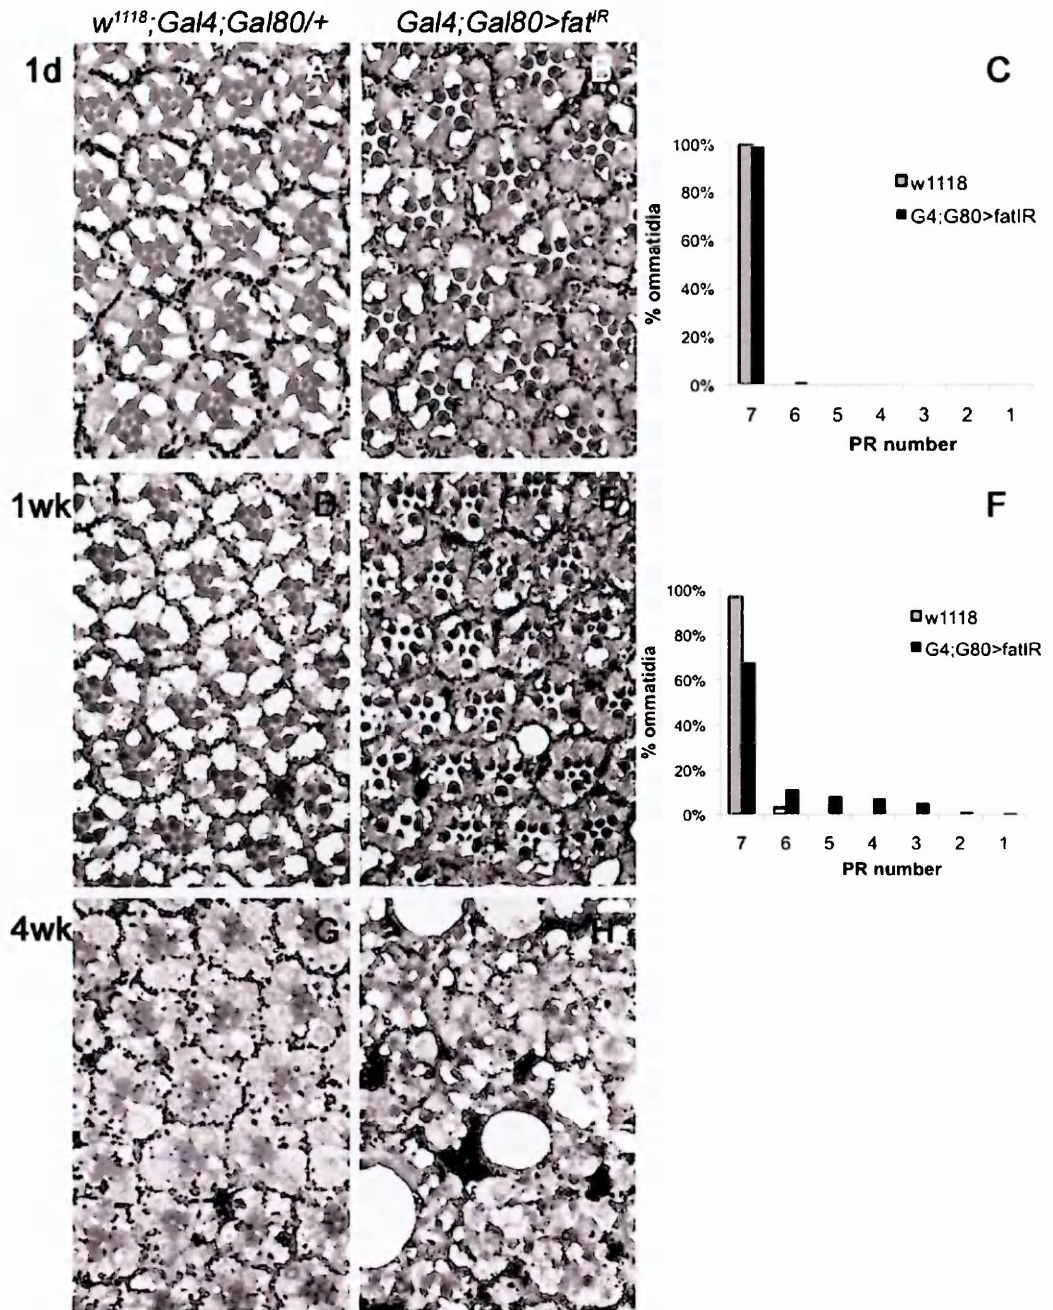 w1118;Gal4;Gal80/+
Gal4;Gal80>fatIR
1d
A
B
C
100%
80%
60%
40%
20%
0%
% ommatidia
w1118
G4;G80>fatIR
7 6 5 4 3 2 1
PR number
1wk
D
E
F
100%
80%
60%
40%
20%
0%
% ommatidia
w1118
G4;G80>fatIR
7 6 5 4 3 2 1
PR number
4wk
G
H